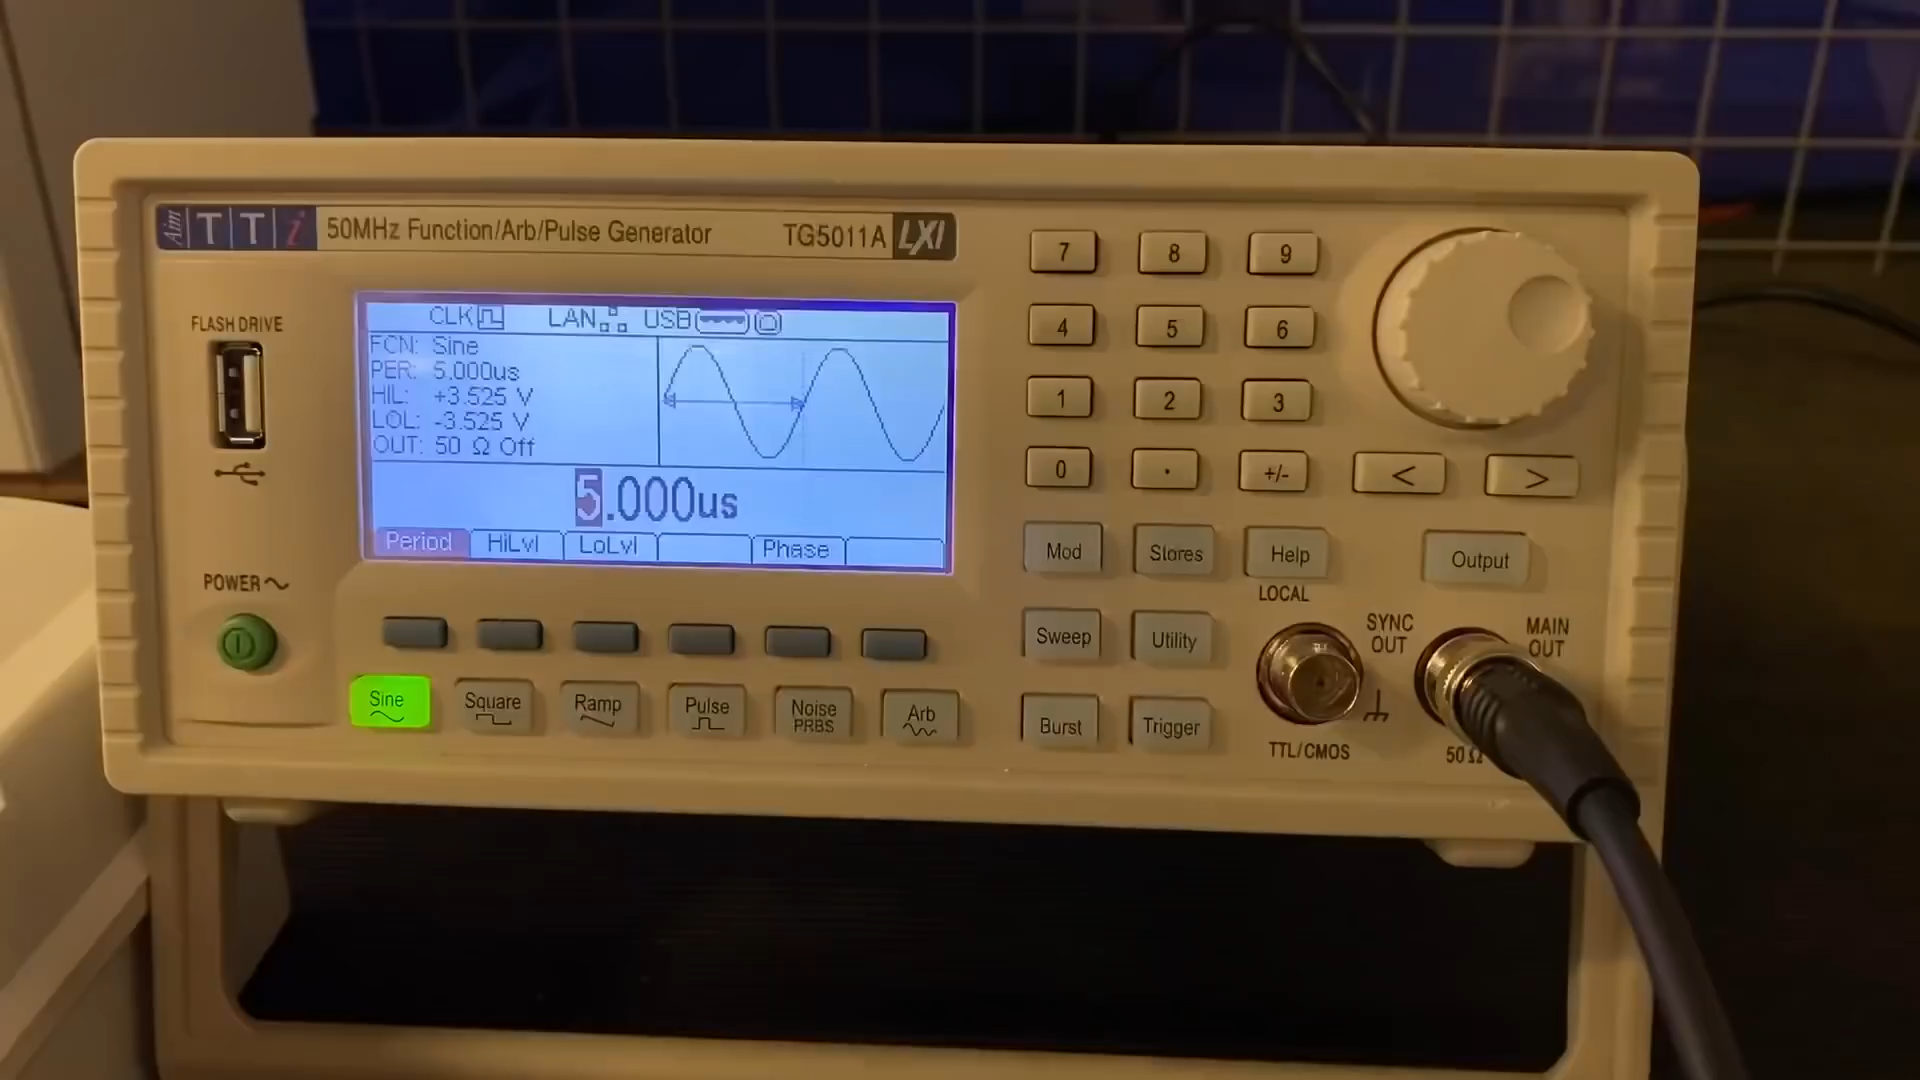 Aim TTi 50MHz Function/Arb/Pulse Generator TG5011A LXI
FLASH DRIVE
CLK LAN USB
FCN: Sine
PER: 5.000us
HIL: +3.525 V
LOL: -3.525 V
OUT: 50 Ω Off
5.000us
Period HiLvl LoLvl Phase
POWER
Sine Square Ramp Pulse Noise PRBS Arb
7 8 9
4 5 6
1 2 3
0 . +/- < >
Mod Stores Help Output
LOCAL
Sweep Utility
SYNC OUT
MAIN OUT
Burst Trigger
TTL/CMOS
50Ω